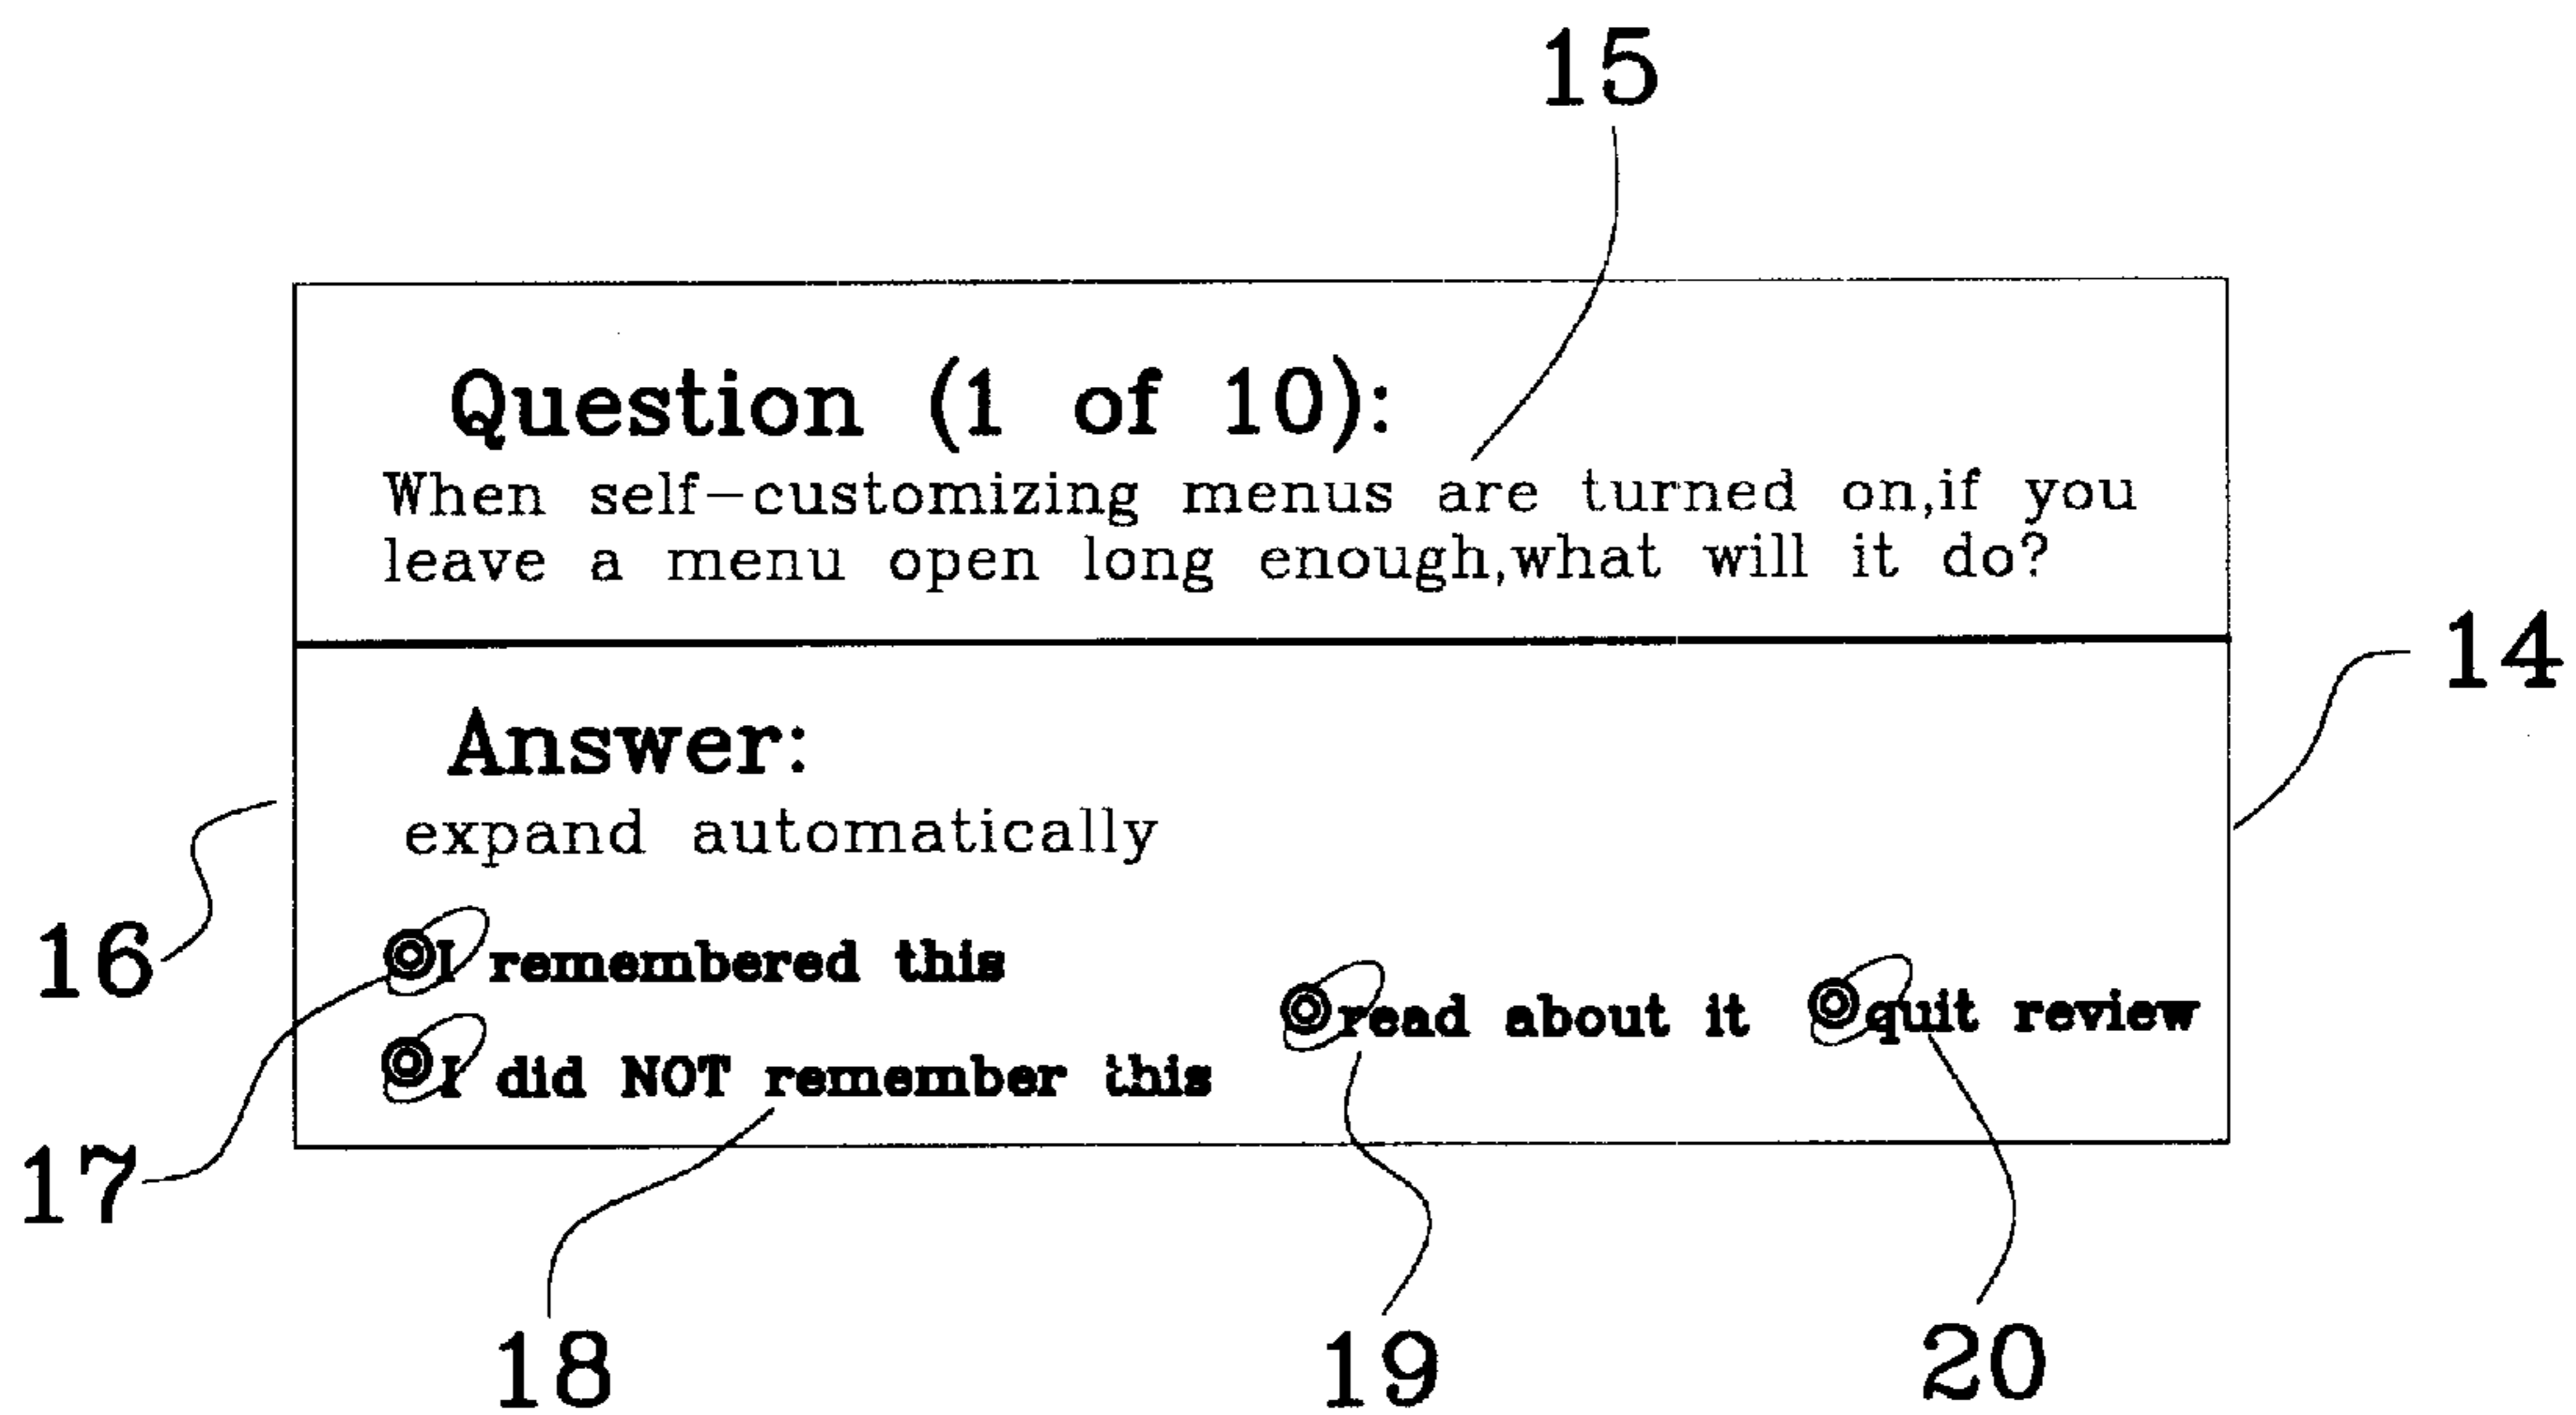 15
Question (1 of 10):
When self-customizing menus are turned on,if you
leave a menu open long enough,what will it do?
14
Answer:
expand automatically
16
I remembered this
read about it
quit review
I did NOT remember this
17
18
19
20